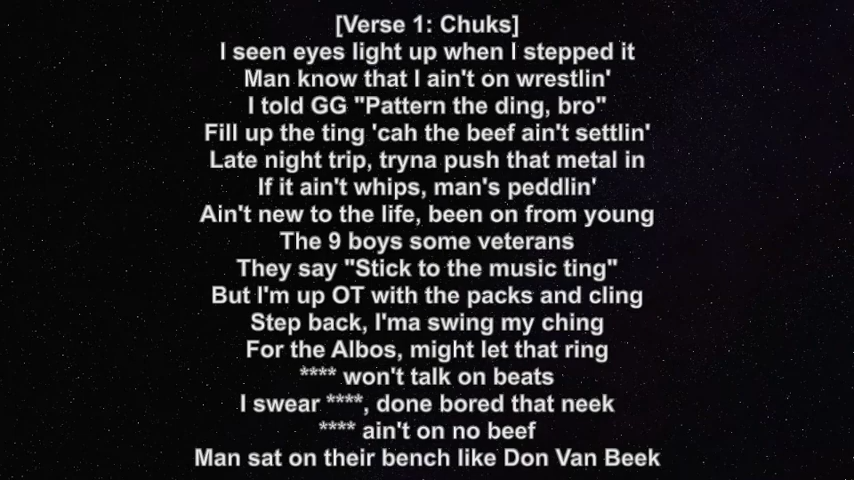 [Verse 1: Chuks]
I seen eyes light up when I stepped it
Man know that I ain't on wrestlin'
I told GG "Pattern the ding, bro"
Fill up the ting 'cah the beef ain't settlin'
Late night trip, tryna push that metal in
If it ain't whips, man's peddlin'
Ain't new to the life, been on from young
The 9 boys some veterans
They say "Stick to the music ting"
But I'm up OT with the packs and cling
Step back, I'ma swing my ching
For the Albos, might let that ring
**** won't talk on beats
I swear ****, done bored that neek
**** ain't on no beef
Man sat on their bench like Don Van Beek